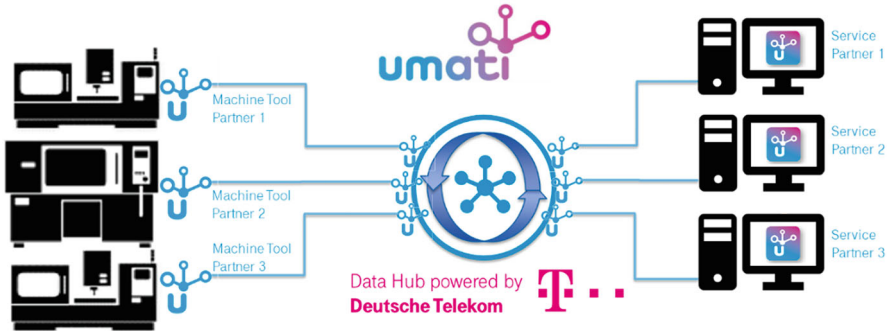 umati
Machine Tool
Partner 1
Machine Tool
Partner 2
Machine Tool
Partner 3
Service
Partner 1
Service
Partner 2
Service
Partner 3
Data Hub powered by
Deutsche Telekom
T
u
u
u
u
u
u
u
u
u
u
u
u